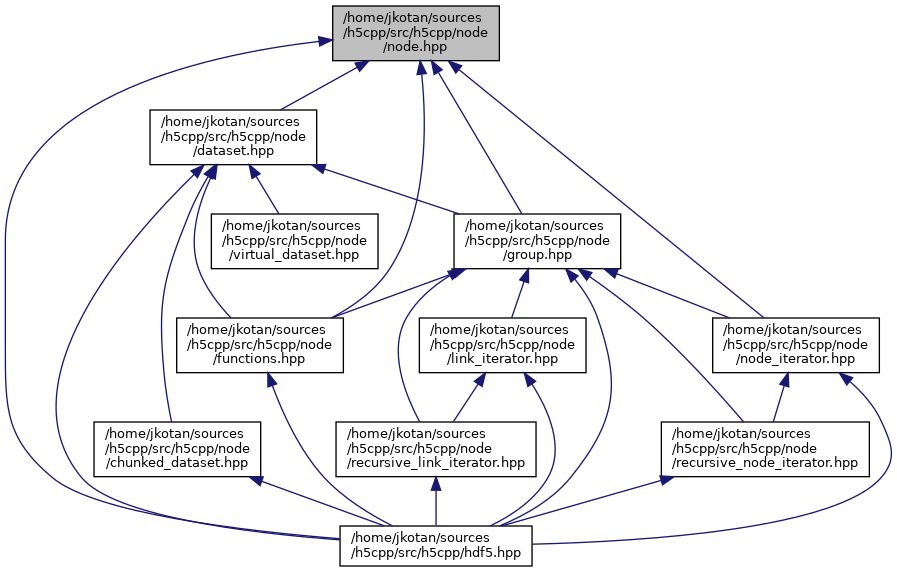 /home/jkotan/sources
/h5cpp/src/h5cpp/node
/node.hpp
/home/jkotan/sources
/h5cpp/src/h5cpp/node
/dataset.hpp
/home/jkotan/sources
/h5cpp/src/h5cpp/node
/virtual_dataset.hpp
/home/jkotan/sources
/h5cpp/src/h5cpp/node
/group.hpp
/home/jkotan/sources
/h5cpp/src/h5cpp/node
/functions.hpp
/home/jkotan/sources
/h5cpp/src/h5cpp/node
/link_iterator.hpp
/home/jkotan/sources
/h5cpp/src/h5cpp/node
/node_iterator.hpp
/home/jkotan/sources
/h5cpp/src/h5cpp/node
/chunked_dataset.hpp
/home/jkotan/sources
/h5cpp/src/h5cpp/node
/recursive_link_iterator.hpp
/home/jkotan/sources
/h5cpp/src/h5cpp/node
/recursive_node_iterator.hpp
/home/jkotan/sources
/h5cpp/src/h5cpp/hdf5.hpp